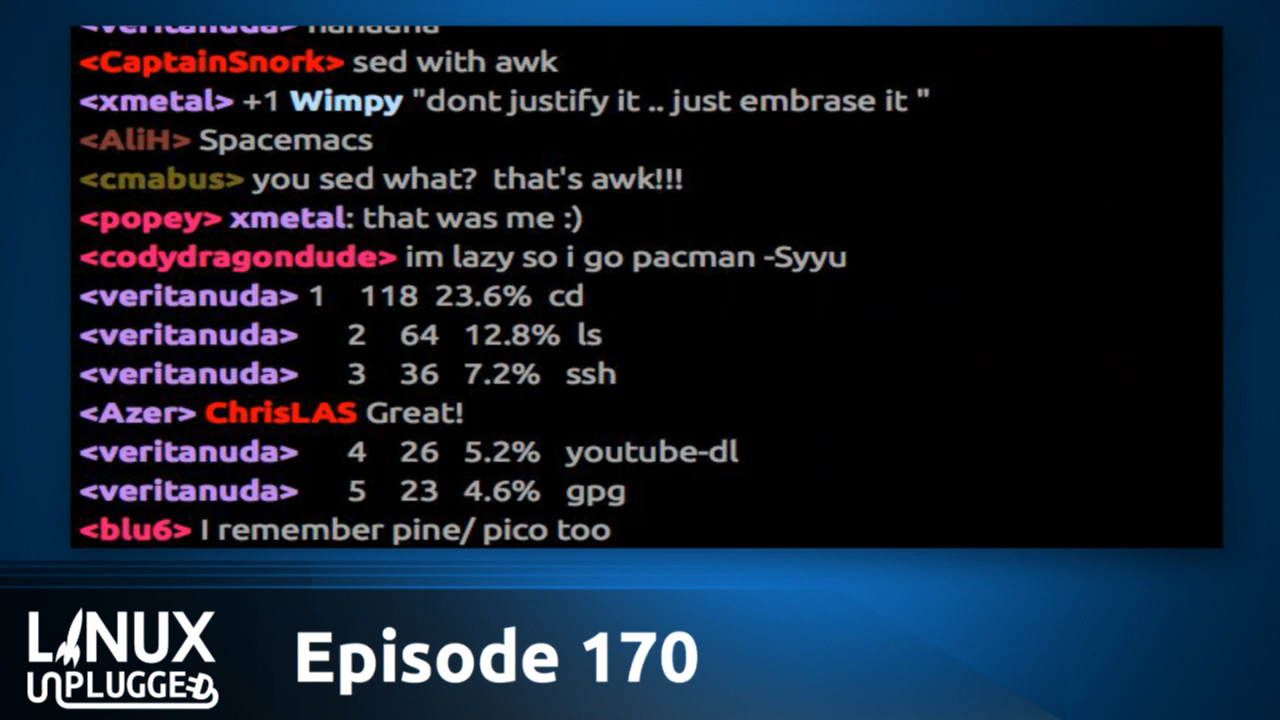 <veritanuda> hahaaha
<CaptainSnork> sed with awk
<xmetal> +1 Wimpy "dont justify it .. just embrase it "
<AliH> Spacemacs
<cmabus> you sed what?  that's awk!!!
<popey> xmetal: that was me :)
<codydragondude> im lazy so i go pacman -Syyu
<veritanuda> 1    118  23.6%  cd
<veritanuda>      2    64   12.8%  ls
<veritanuda>      3    36   7.2%   ssh
<Azer> ChrisLAS Great!
<veritanuda>      4    26   5.2%   youtube-dl
<veritanuda>      5    23   4.6%   gpg
<blu6> I remember pine/ pico too
LINUX
UNPLUGGED
Episode 170